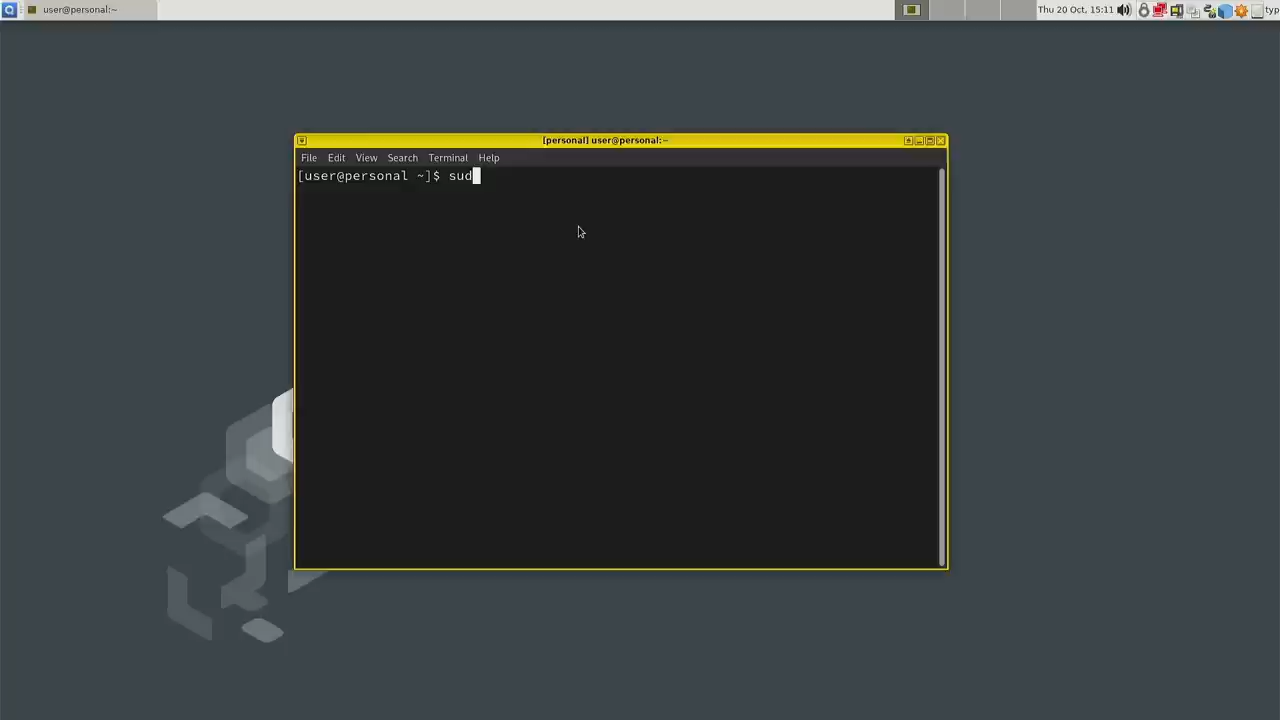 user@personal:~
Thu 20 Oct, 15:11
typ
[personal] user@personal:~
File Edit View Search Terminal Help
[user@personal ~]$ sud